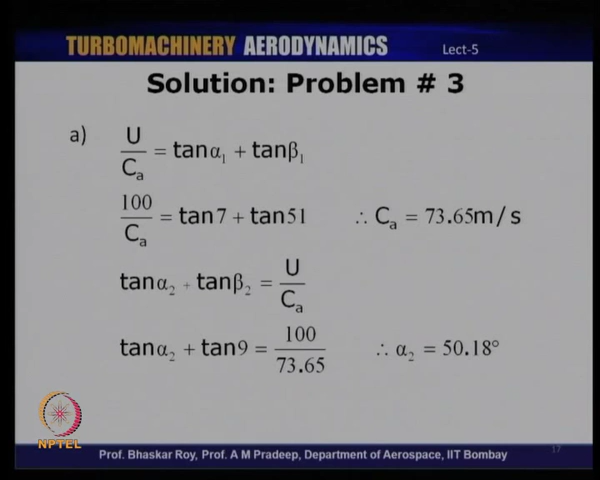 TURBOMACHINERY AERODYNAMICS Lect-5
Solution: Problem # 3
a) U/Cₐ = tanα₁ + tanβ₁
100/Cₐ = tan7 + tan51 ∴ Cₐ = 73.65m/s
tanα₂ + tanβ₂ = U/Cₐ
tanα₂ + tan9 = 100/73.65 ∴ α₂ = 50.18°
NPTEL
Prof. Bhaskar Roy, Prof. A M Pradeep, Department of Aerospace, IIT Bombay
17